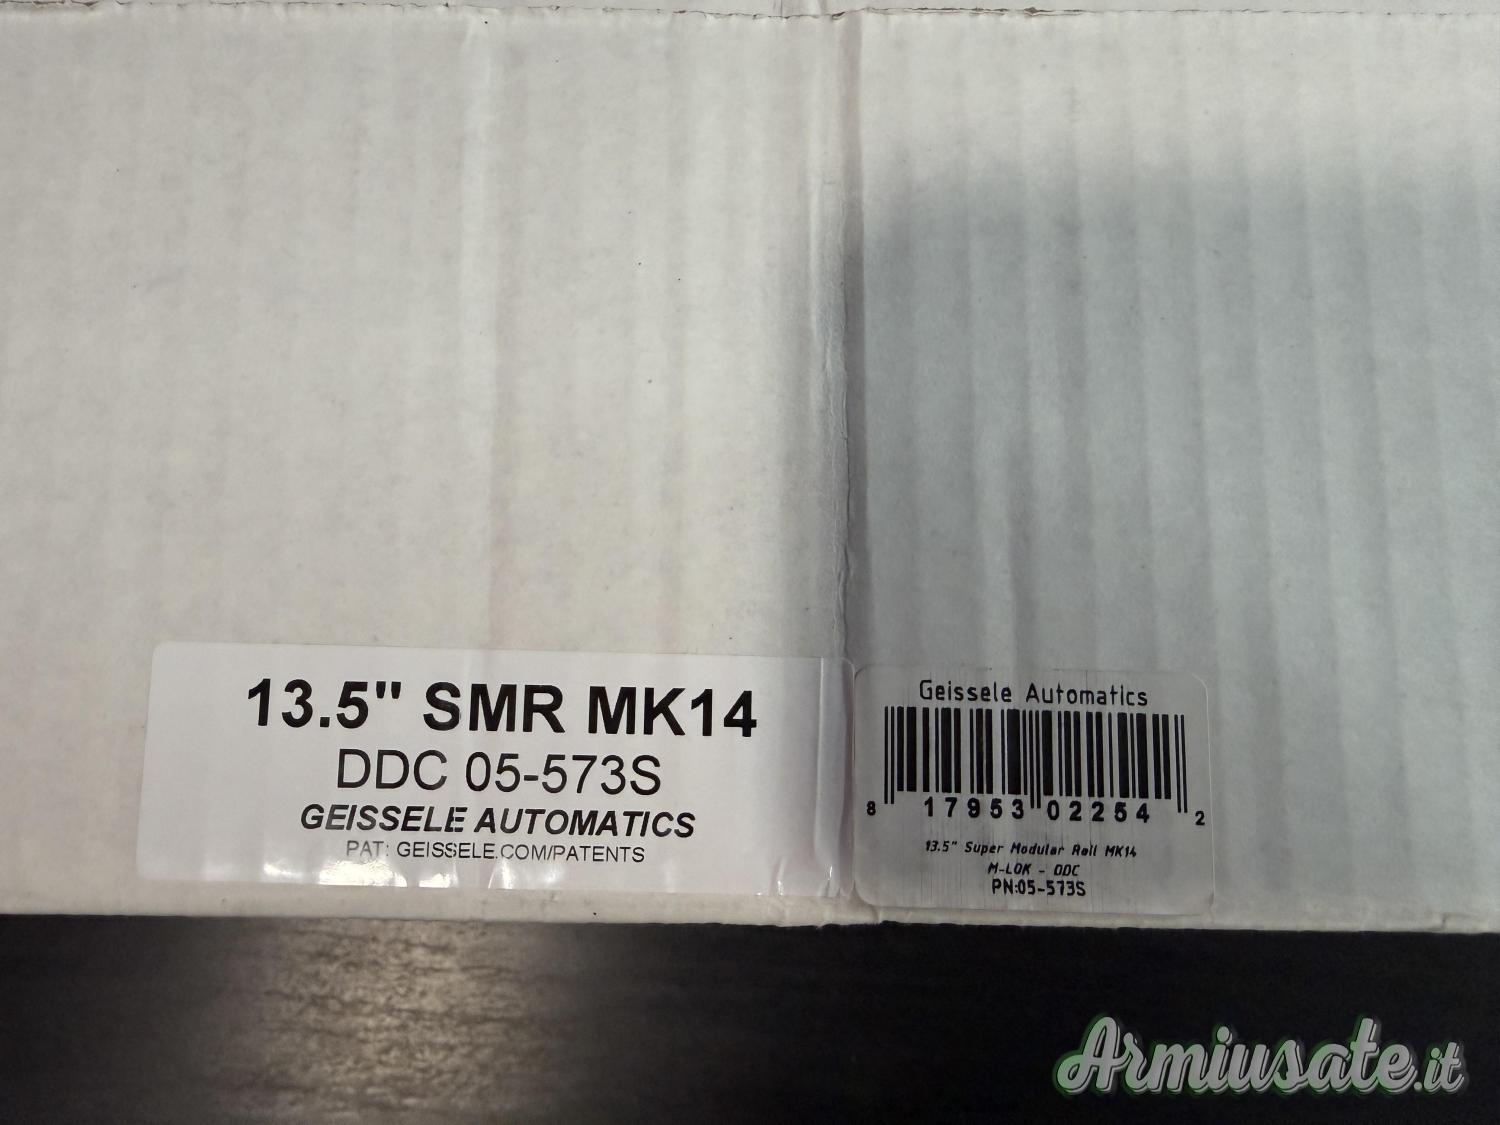 13.5" SMR MK14
DDC 05-573S
GEISSELE AUTOMATICS
PAT: GEISSELE.COM/PATENTS
Geissele Automatics
8 17953 02254 2
13.5" Super Modular Rail MK14
M-LOK - DDC
PN:05-573S
Armiusate.it